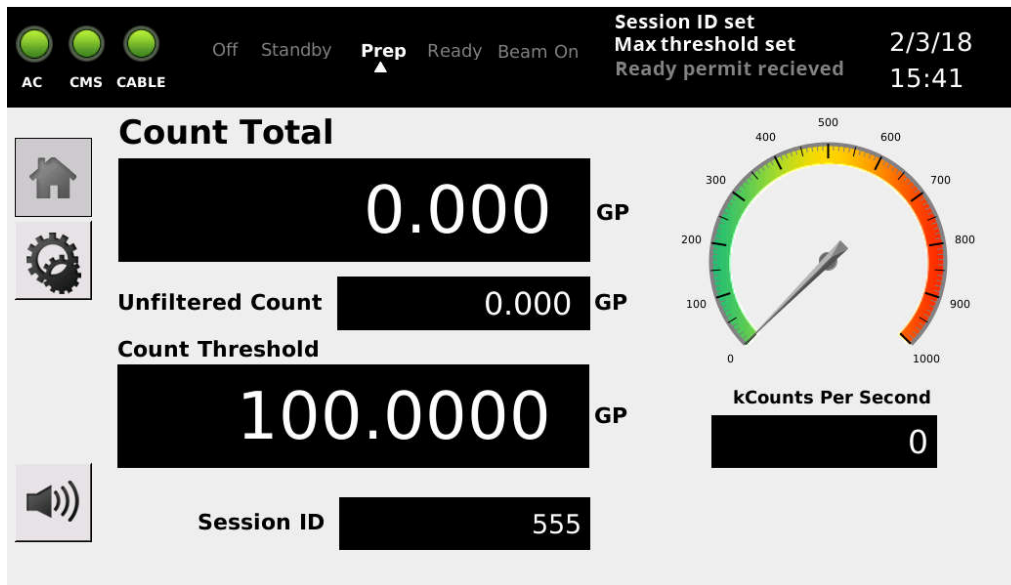 AC CMS CABLE
Off Standby Prep Ready Beam On
Session ID set
Max threshold set
Ready permit recieved
2/3/18
15:41
Count Total
0.000 GP
Unfiltered Count 0.000 GP
Count Threshold
100.0000 GP
Session ID 555
0 100 200 300 400 500 600 700 800 900 1000
kCounts Per Second
0